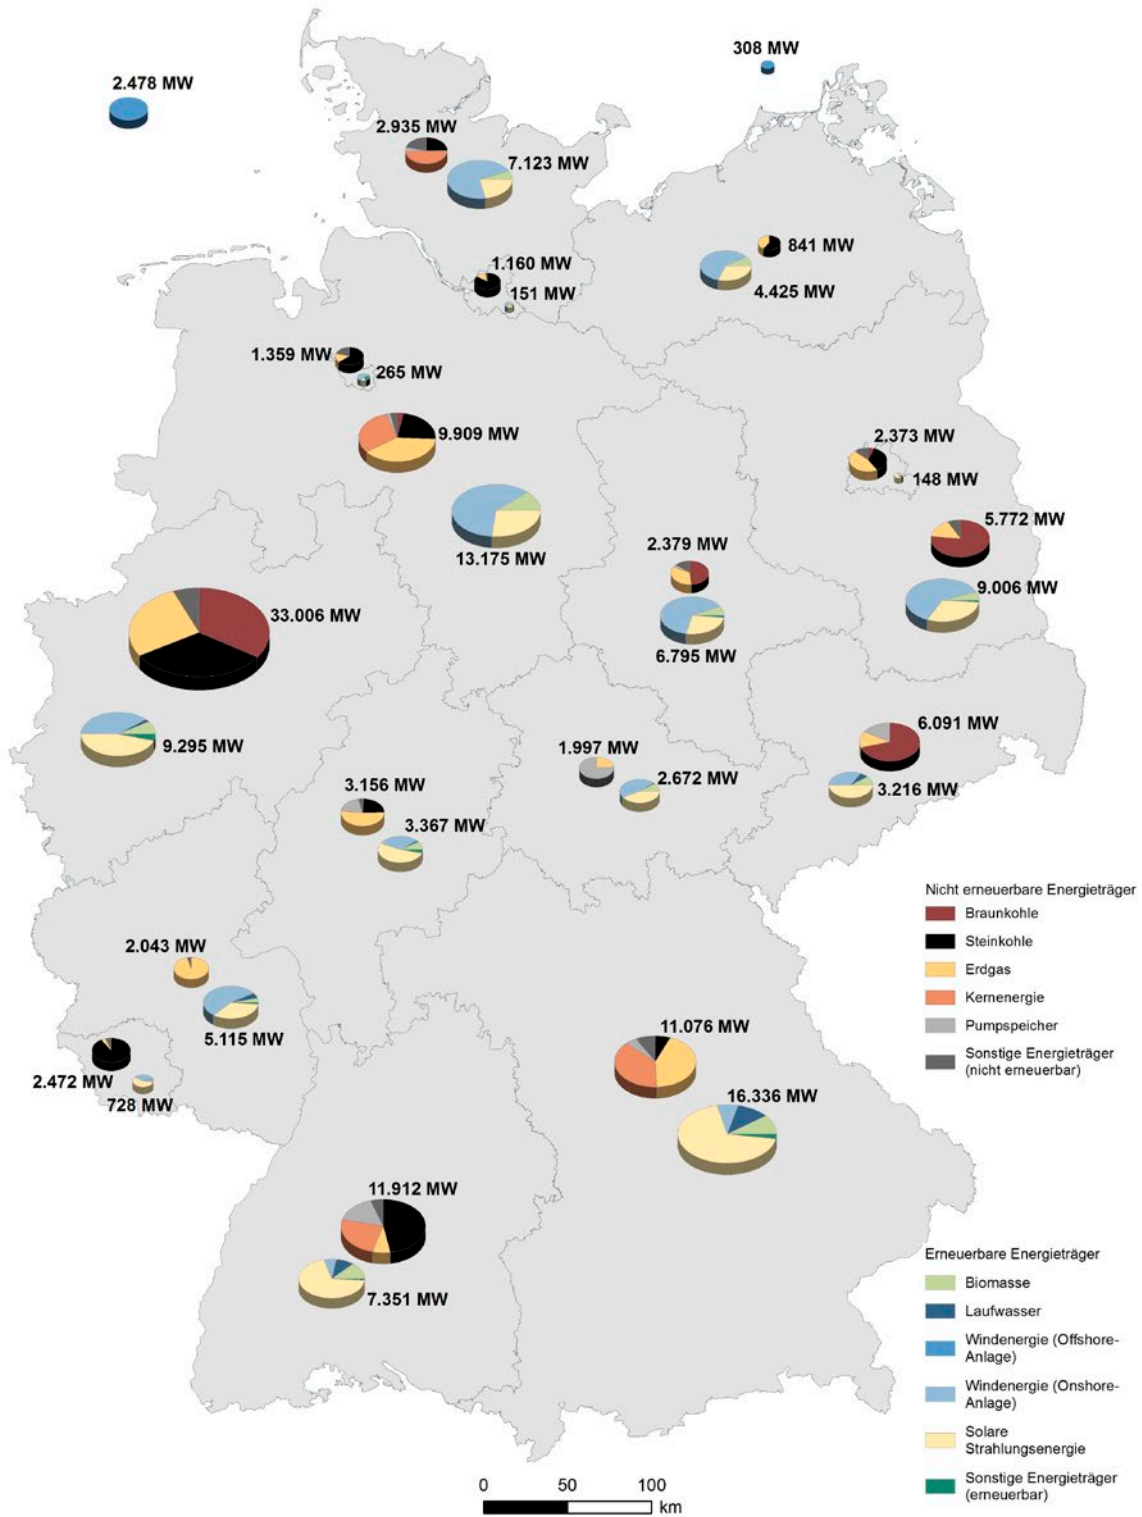 308 MW
2.478 MW
2.935 MW
7.123 MW
841 MW
1.160 MW
4.425 MW
151 MW
1.359 MW
265 MW
9.909 MW
2.373 MW
148 MW
5.772 MW
13.175 MW
2.379 MW
9.006 MW
33.006 MW
6.795 MW
6.091 MW
9.295 MW
1.997 MW
2.672 MW
3.156 MW
3.216 MW
3.367 MW
Nicht erneuerbare Energieträger
Braunkohle
Steinkohle
Erdgas
Kernenergie
Pumpspeicher
Sonstige Energieträger
(nicht erneuerbar)
2.043 MW
5.115 MW
2.472 MW
728 MW
11.076 MW
16.336 MW
11.912 MW
7.351 MW
Erneuerbare Energieträger
Biomasse
Laufwasser
Windenergie (Offshore-
Anlage)
Windenergie (Onshore-
Anlage)
Solare
Strahlungsenergie
Sonstige Energieträger
(erneuerbar)
0 50 100
km